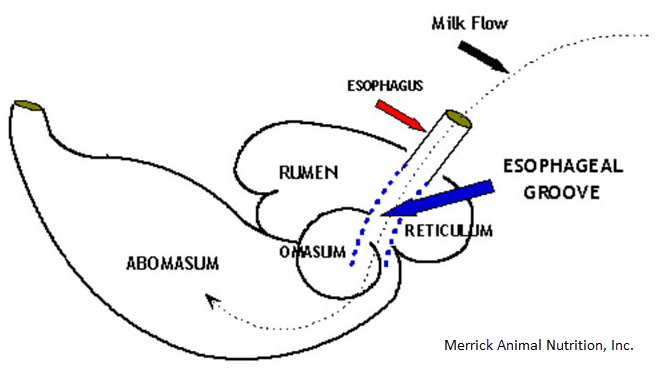 Milk Flow
ESOPHAGUS
ESOPHAGEAL
GROOVE
RUMEN
RETICULUM
OMASUM
ABOMASUM
Merrick Animal Nutrition, Inc.